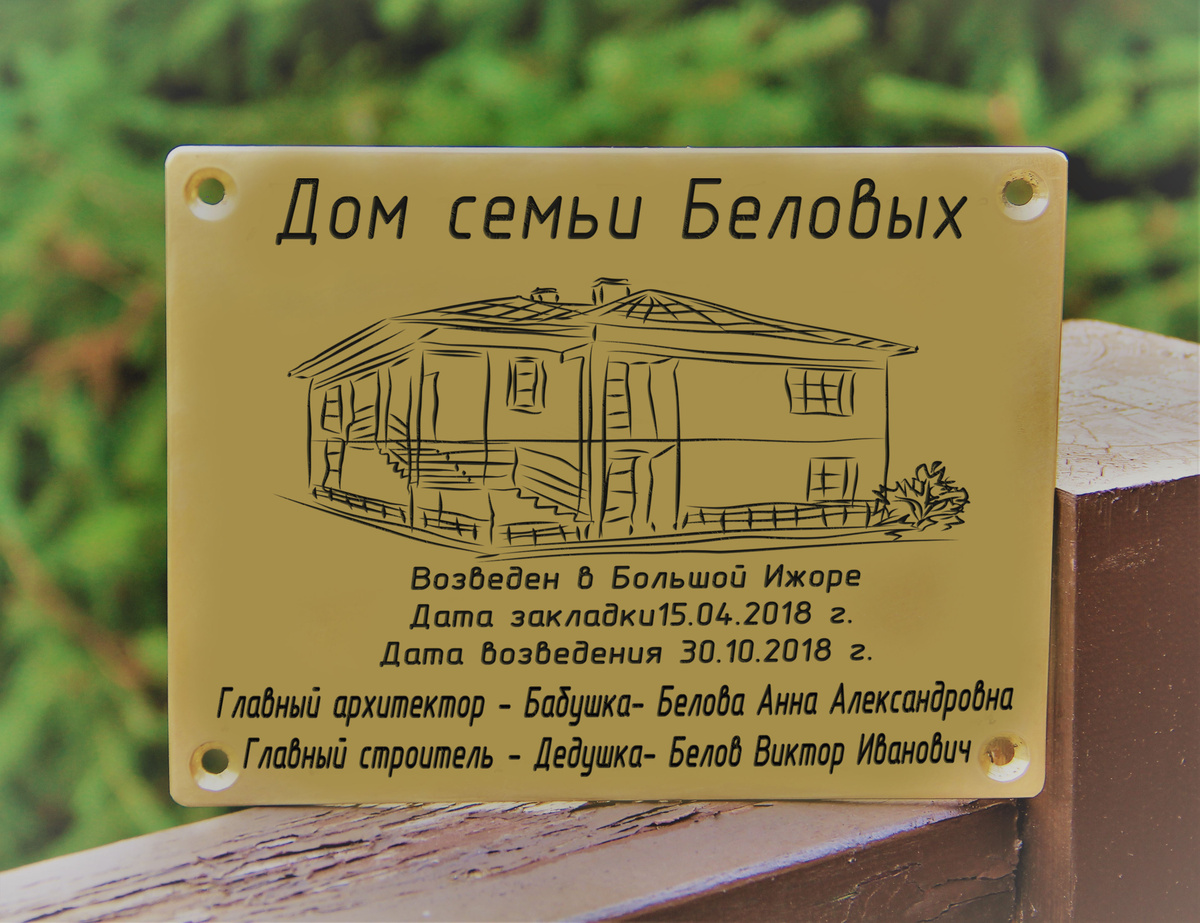 Дом семьи Беловых
Возведен в Большой Ижоре
Дата закладки15.04.2018 г.
Дата возведения 30.10.2018 г.
Главный архитектор - Бабушка- Белова Анна Александровна
Главный строитель - Дедушка- Белов Виктор Иванович